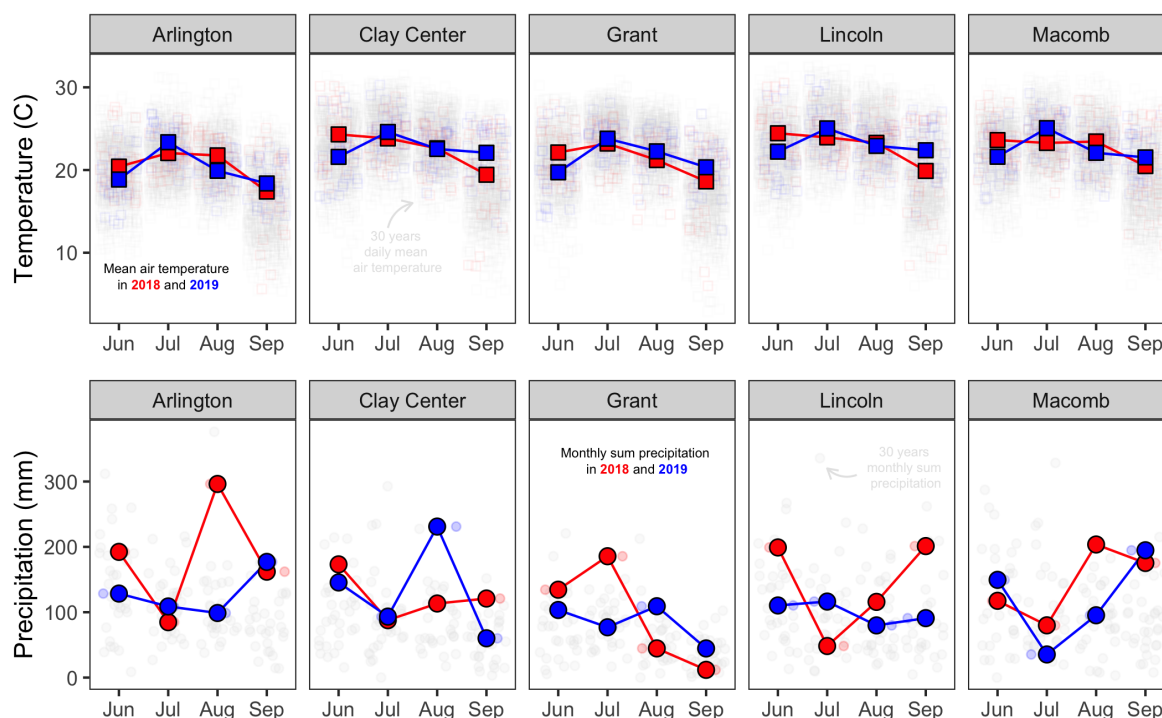 Arlington
Clay Center
Grant
Lincoln
Macomb
Temperature (C)
30
20
10
Mean air temperature
in 2018 and 2019
30 years
daily mean
air temperature
Jun Jul Aug Sep
Jun Jul Aug Sep
Jun Jul Aug Sep
Jun Jul Aug Sep
Jun Jul Aug Sep
Arlington
Clay Center
Grant
Lincoln
Macomb
Precipitation (mm)
300
200
100
0
Monthly sum precipitation
in 2018 and 2019
30 years
monthly sum
precipitation
Jun Jul Aug Sep
Jun Jul Aug Sep
Jun Jul Aug Sep
Jun Jul Aug Sep
Jun Jul Aug Sep